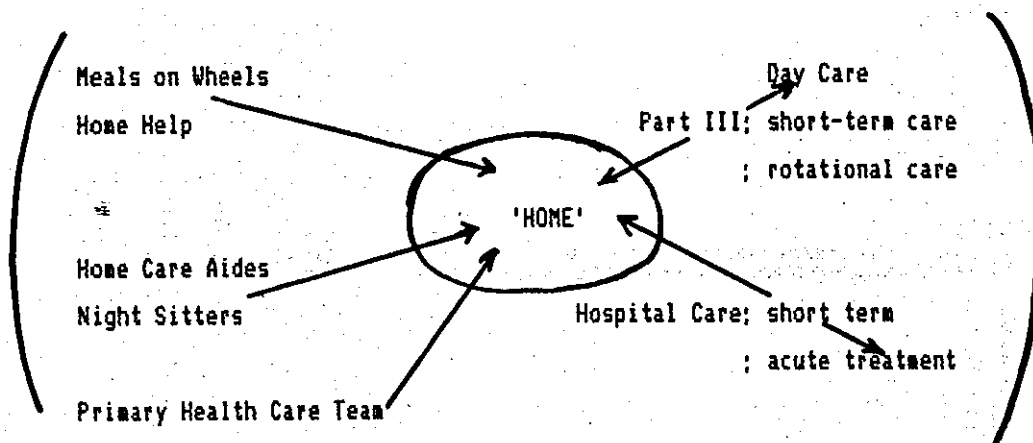 Meals on Wheels
Home Help
Home Care Aides
Night Sitters
Primary Health Care Team
'HOME'
Day Care
Part III; short-term care
; rotational care
Hospital Care; short term
; acute treatment